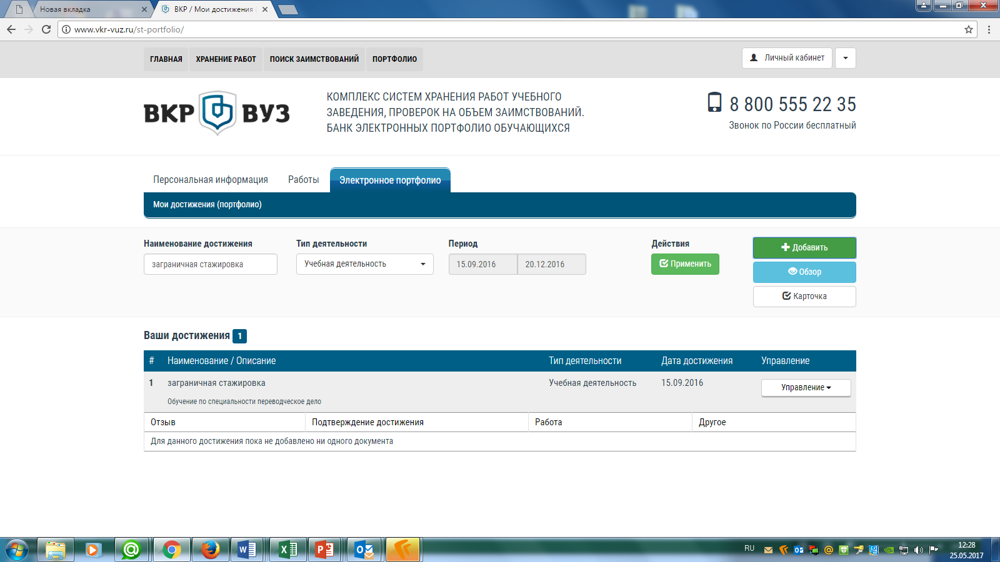 Новая вкладка
ВКР / Мои достижения
www.vkr-vuz.ru/st-portfolio/
ГЛАВНАЯ ХРАНЕНИЕ РАБОТ ПОИСК ЗАИМСТВОВАНИЙ ПОРТФОЛИО
Личный кабинет
ВКР ВУЗ
КОМПЛЕКС СИСТЕМ ХРАНЕНИЯ РАБОТ УЧЕБНОГО
ЗАВЕДЕНИЯ, ПРОВЕРОК НА ОБЪЕМ ЗАИМСТВОВАНИЙ.
БАНК ЭЛЕКТРОННЫХ ПОРТФОЛИО ОБУЧАЮЩИХСЯ
8 800 555 22 35
Звонок по России бесплатный
Персональная информация Работы Электронное портфолио
Мои достижения (портфолио)
Наименование достижения Тип деятельности Период Действия
заграничная стажировка Учебная деятельность 15.09.2016 20.12.2016 Применить
Добавить
Обзор
Карточка
Ваши достижения 1
# Наименование / Описание Тип деятельности Дата достижения Управление
1 заграничная стажировка Учебная деятельность 15.09.2016 Управление
Обучение по специальности переводческое дело
Отзыв Подтверждение достижения Работа Другое
Для данного достижения пока не добавлено ни одного документа
RU
12:28
25.05.2017